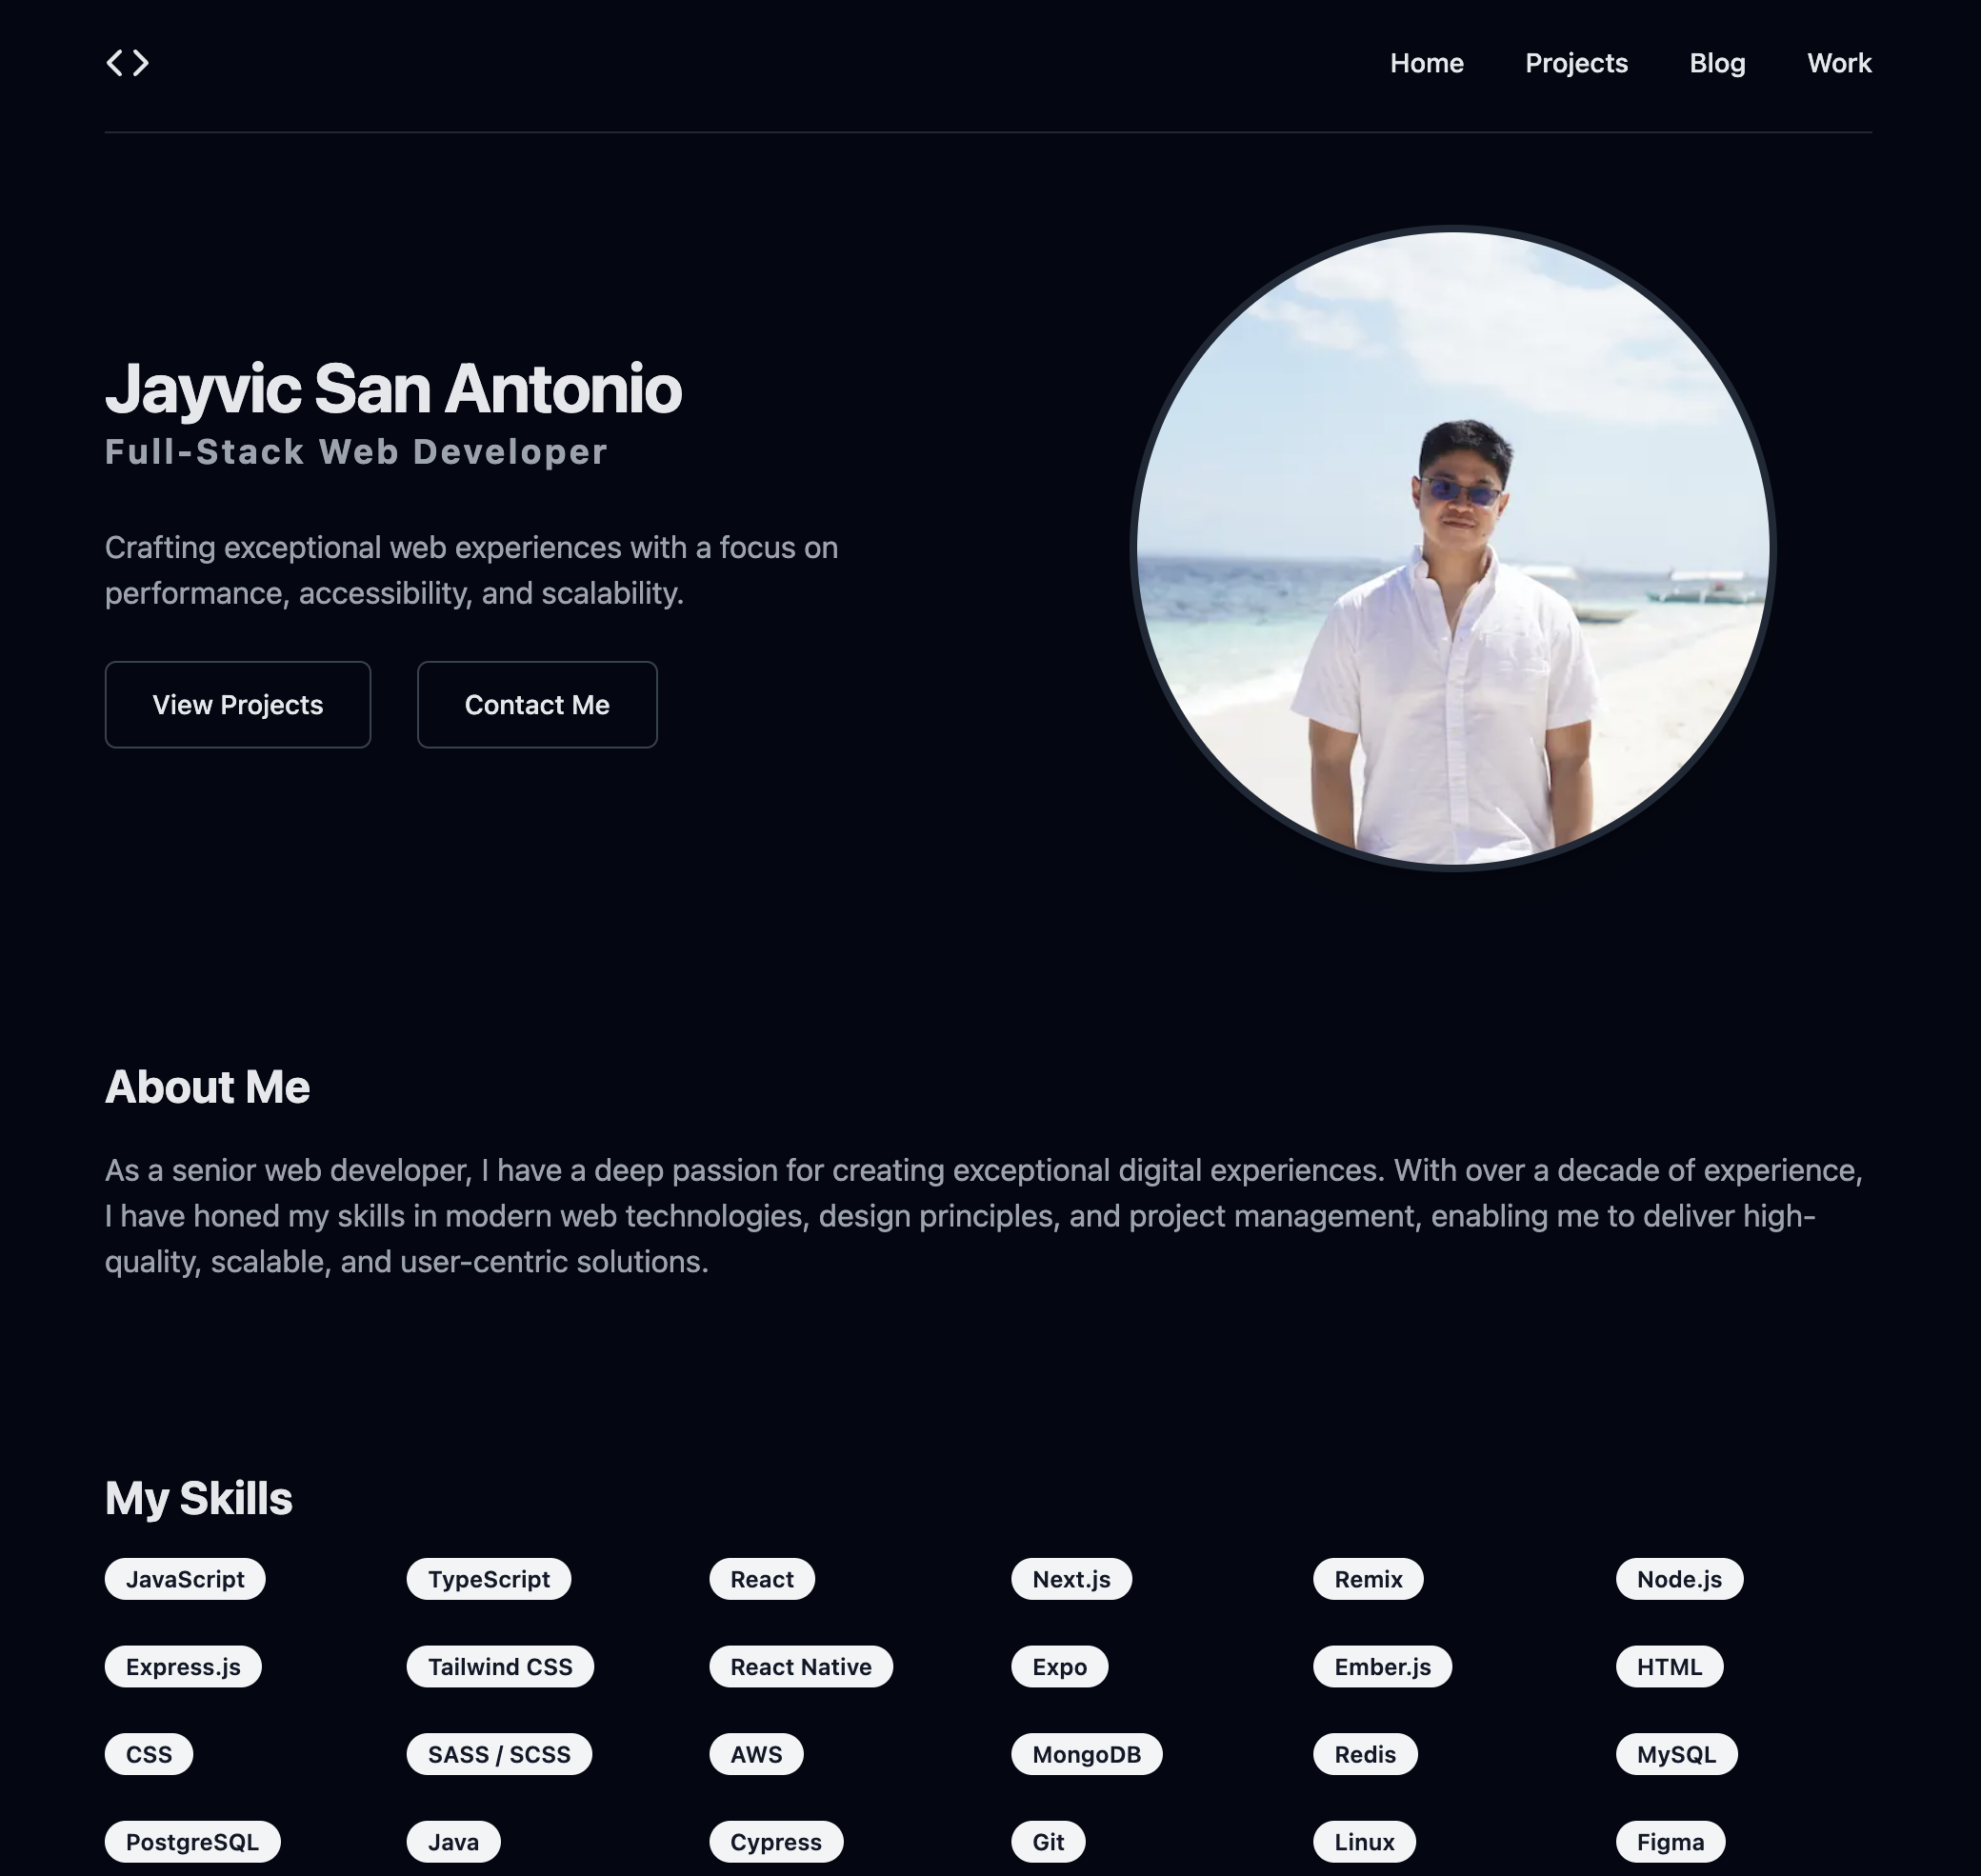 Home Projects Blog Work
Jayvic San Antonio
Full-Stack Web Developer
Crafting exceptional web experiences with a focus on
performance, accessibility, and scalability.
View Projects Contact Me
About Me
As a senior web developer, I have a deep passion for creating exceptional digital experiences. With over a decade of experience,
I have honed my skills in modern web technologies, design principles, and project management, enabling me to deliver high-
quality, scalable, and user-centric solutions.
My Skills
JavaScript TypeScript React Next.js Remix Node.js
Express.js Tailwind CSS React Native Expo Ember.js HTML
CSS SASS / SCSS AWS MongoDB Redis MySQL
PostgreSQL Java Cypress Git Linux Figma